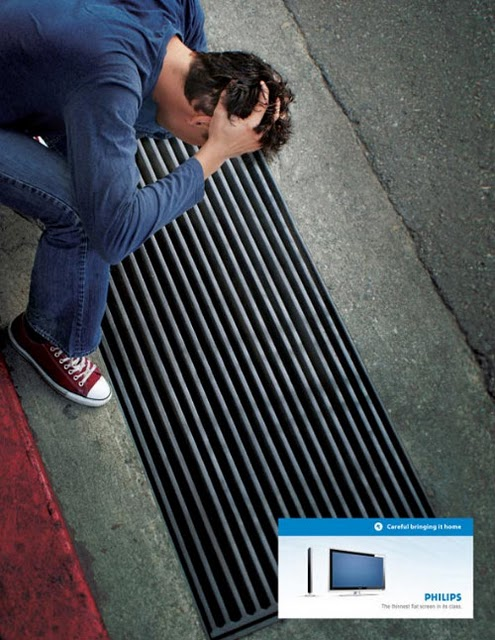 Careful bringing it home
PHILIPS
The thinnest flat screen in its class.